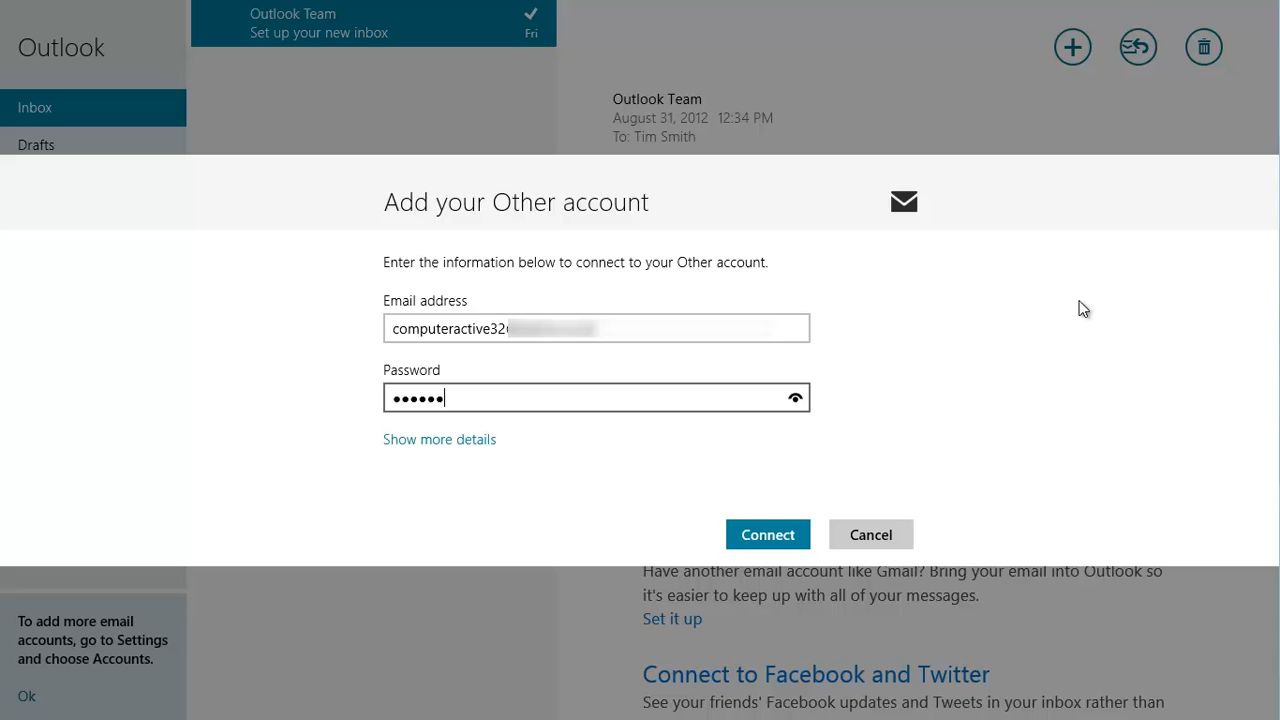 Outlook
Inbox
Drafts
Outlook Team
Set up your new inbox
Fri
Outlook Team
August 31, 2012 12:34 PM
To: Tim Smith
Add your Other account
Enter the information below to connect to your Other account.
Email address
Password
••••••
Show more details
Connect
Cancel
Have another email account like Gmail? Bring your email into Outlook so
it's easier to keep up with all of your messages.
Set it up
Connect to Facebook and Twitter
See your friends' Facebook updates and Tweets in your inbox rather than
To add more email
accounts, go to Settings
and choose Accounts.
Ok